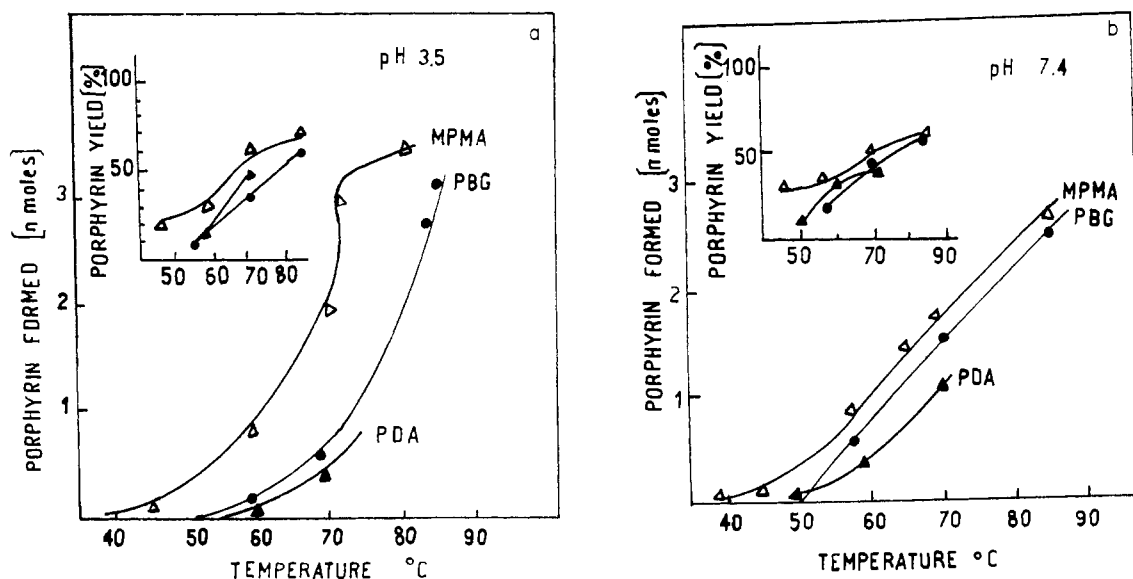 a
pH 3.5
PORPHYRIN YIELD [%]
100
50
50 60 70 80
MPMA
PBG
PDA
PORPHYRIN FORMED [n moles]
3
2
1
40 50 60 70 80 90
TEMPERATURE °C
b
pH 7.4
PORPHYRIN YIELD [%]
100
50
50 70 90
MPMA
PBG
PDA
PORPHYRIN FORMED [n moles]
3
2
1
40 50 60 70 80 90
TEMPERATURE °C